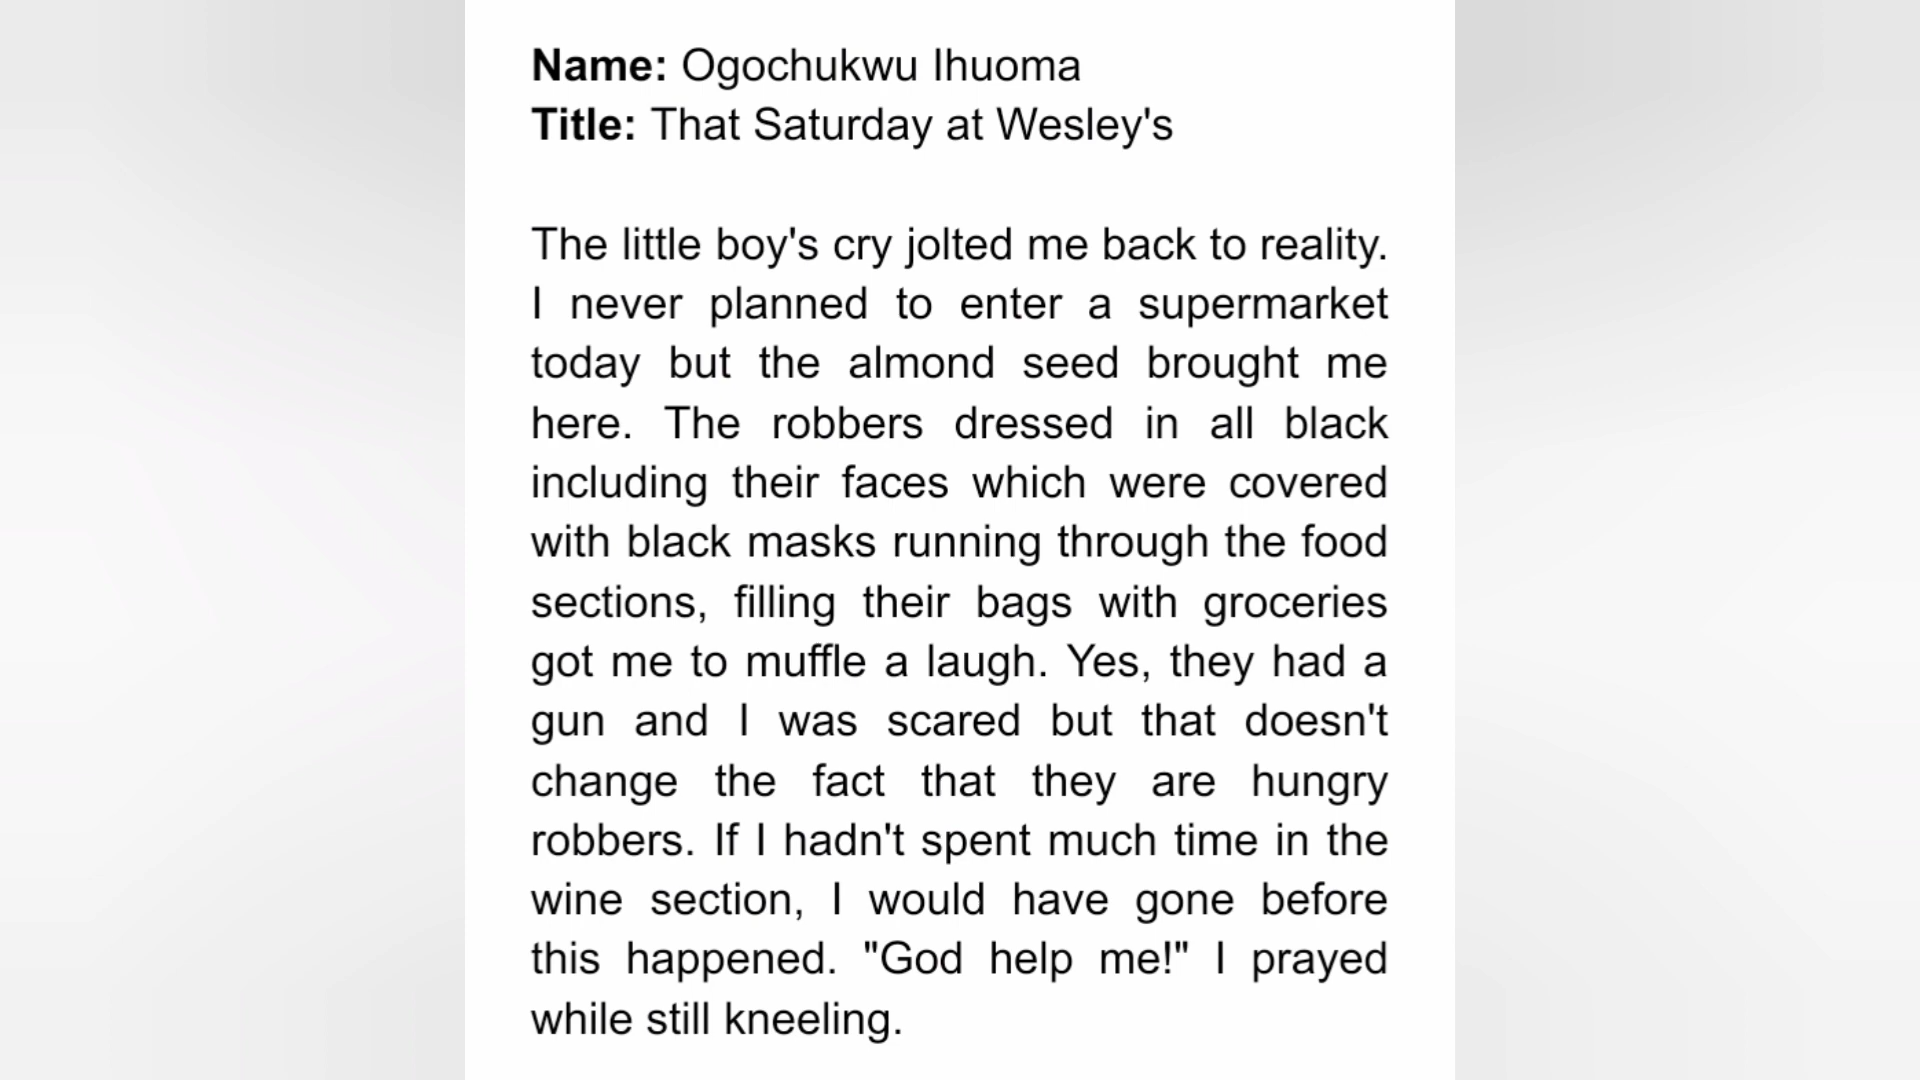 Name: Ogochukwu Ihuoma
Title: That Saturday at Wesley's
The little boy's cry jolted me back to reality.
I never planned to enter a supermarket
today but the almond seed brought me
here. The robbers dressed in all black
including their faces which were covered
with black masks running through the food
sections, filling their bags with groceries
got me to muffle a laugh. Yes, they had a
gun and I was scared but that doesn't
change the fact that they are hungry
robbers. If I hadn't spent much time in the
wine section, I would have gone before
this happened. "God help me!" I prayed
while still kneeling.